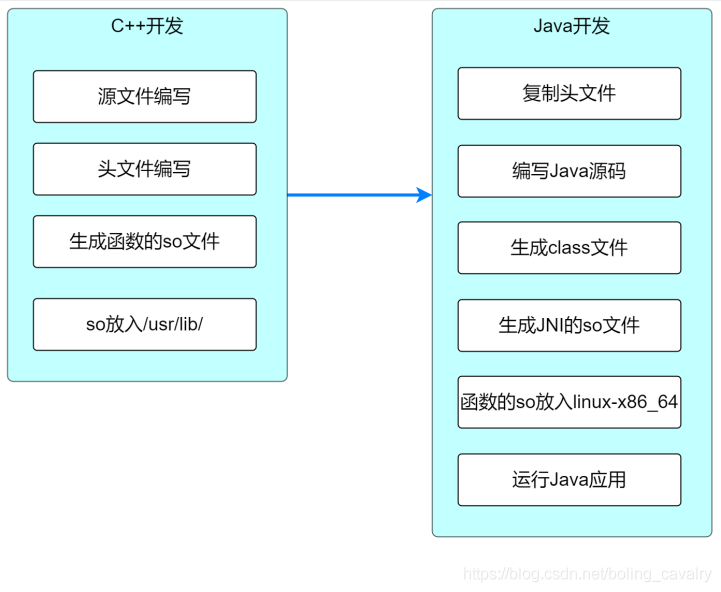 C++开发
源文件编写
头文件编写
生成函数的so文件
so放入/usr/lib/
Java开发
复制头文件
编写Java源码
生成class文件
生成JNI的so文件
函数的so放入linux-x86_64
运行Java应用
https://blog.csdn.net/boling_cavalry